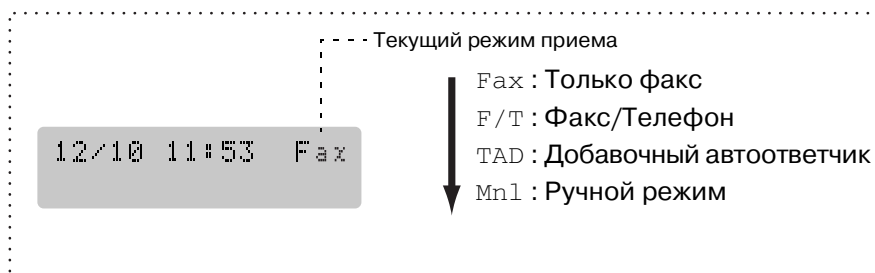 Текущий режим приема
12/10 11:53 Fax
Fax : Только факс
F/T : Факс/Телефон
TAD : Добавочный автоответчик
Mnl : Ручной режим